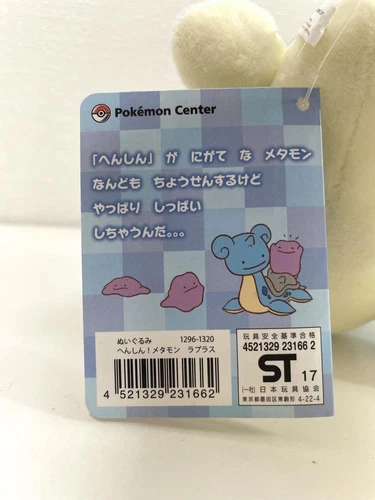 Pokémon Center
「へんしん」が にがて な メタモン
なんども ちょうせんするけど
やっぱり しっぱい
しちゃうんだ。。。
ぬいぐるみ 1296-1320
へんしん！メタモン ラプラス
4 521329 231662
玩具安全基準合格
4521329 23166 2
ST 17
(一社)日本玩具協会
東京都墨田区東駒形 4-22-4